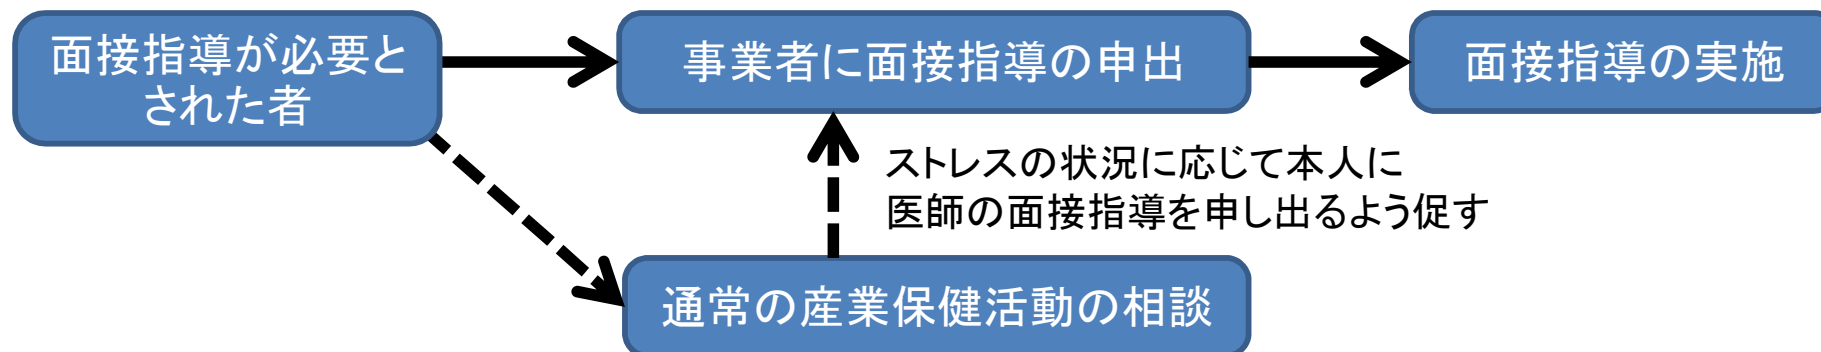 面接指導が必要と
された者
事業者に面接指導の申出
面接指導の実施
ストレスの状況に応じて本人に
医師の面接指導を申し出るよう促す
通常の産業保健活動の相談